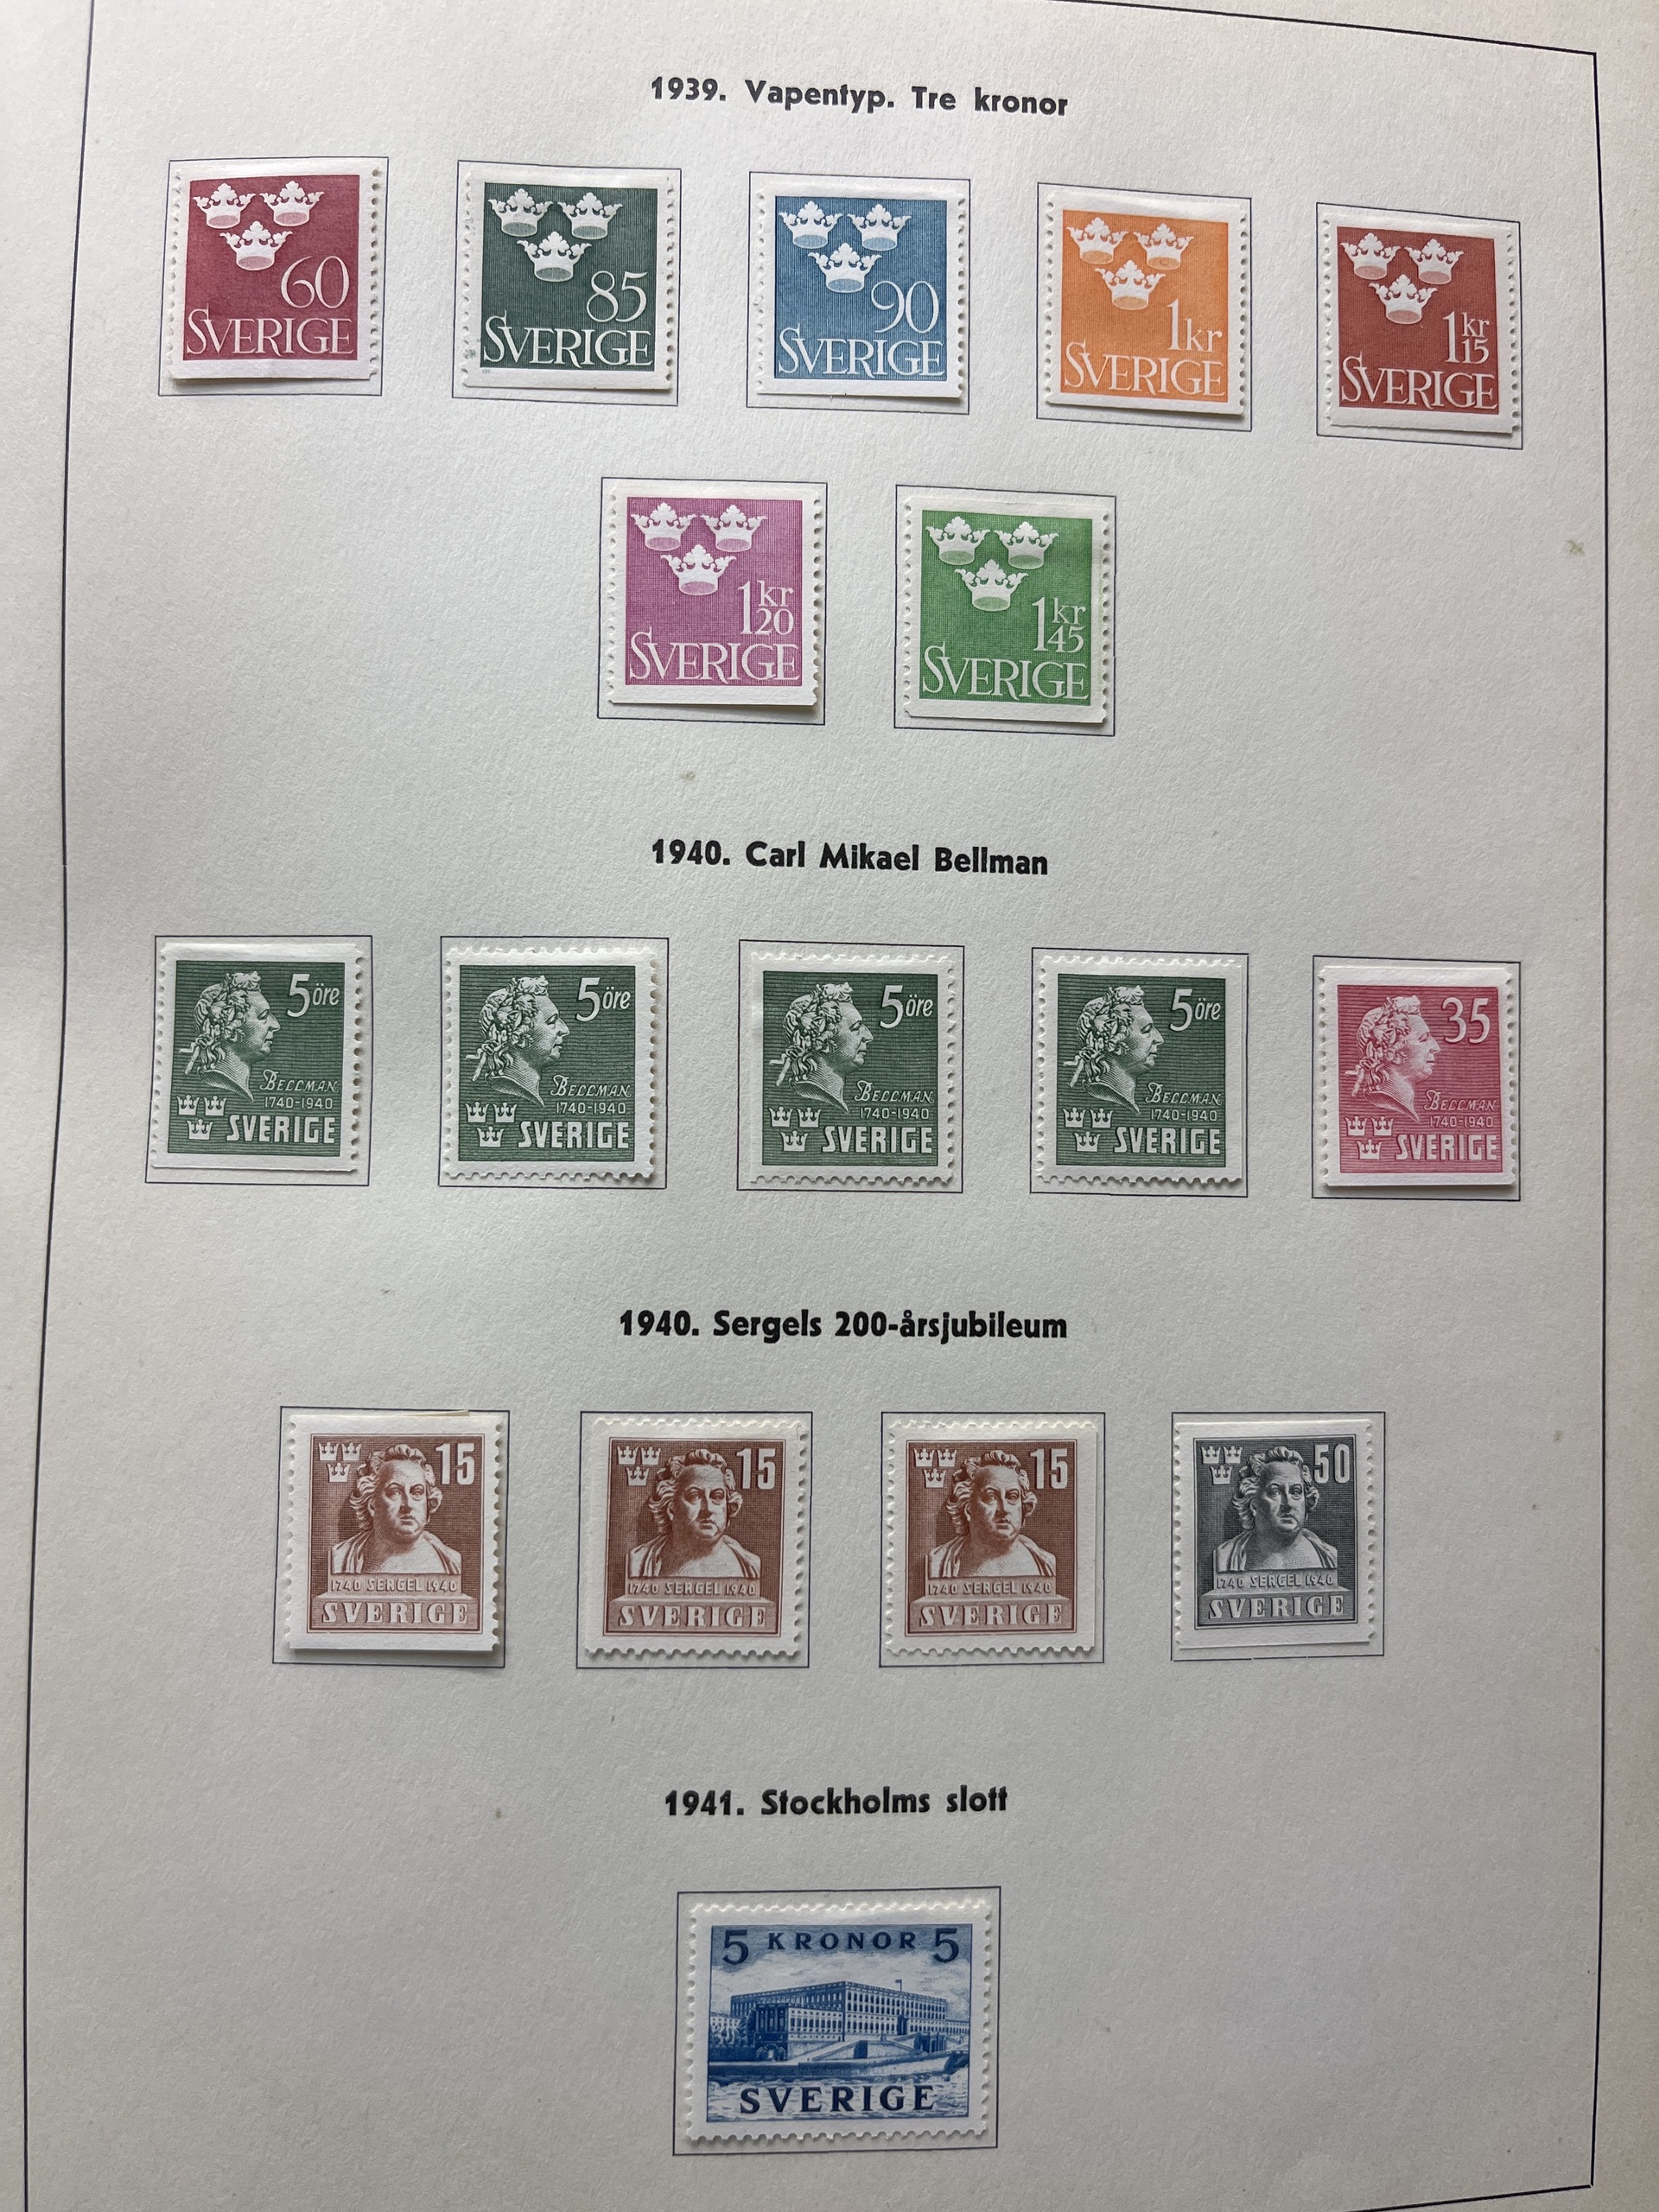 1939. Vapentyp. Tre kronor
60
SVERIGE
85
SVERIGE
90
SVERIGE
1kr
SVERIGE
1kr
15
SVERIGE
1kr
20
SVERIGE
1kr
45
SVERIGE
1940. Carl Mikael Bellman
5öre
BELLMAN
1740-1940
SVERIGE
5öre
BELLMAN
1740-1940
SVERIGE
5öre
BELLMAN
1740-1940
SVERIGE
5öre
BELLMAN
1740-1940
SVERIGE
35
BELLMAN
1740-1940
SVERIGE
1940. Sergels 200-årsjubileum
15
1740 SERGEL 1940
SVERIGE
15
1740 SERGEL 1940
SVERIGE
15
1740 SERGEL 1940
SVERIGE
50
1740 SERGEL 1940
SVERIGE
1941. Stockholms slott
5 KRONOR 5
SVERIGE